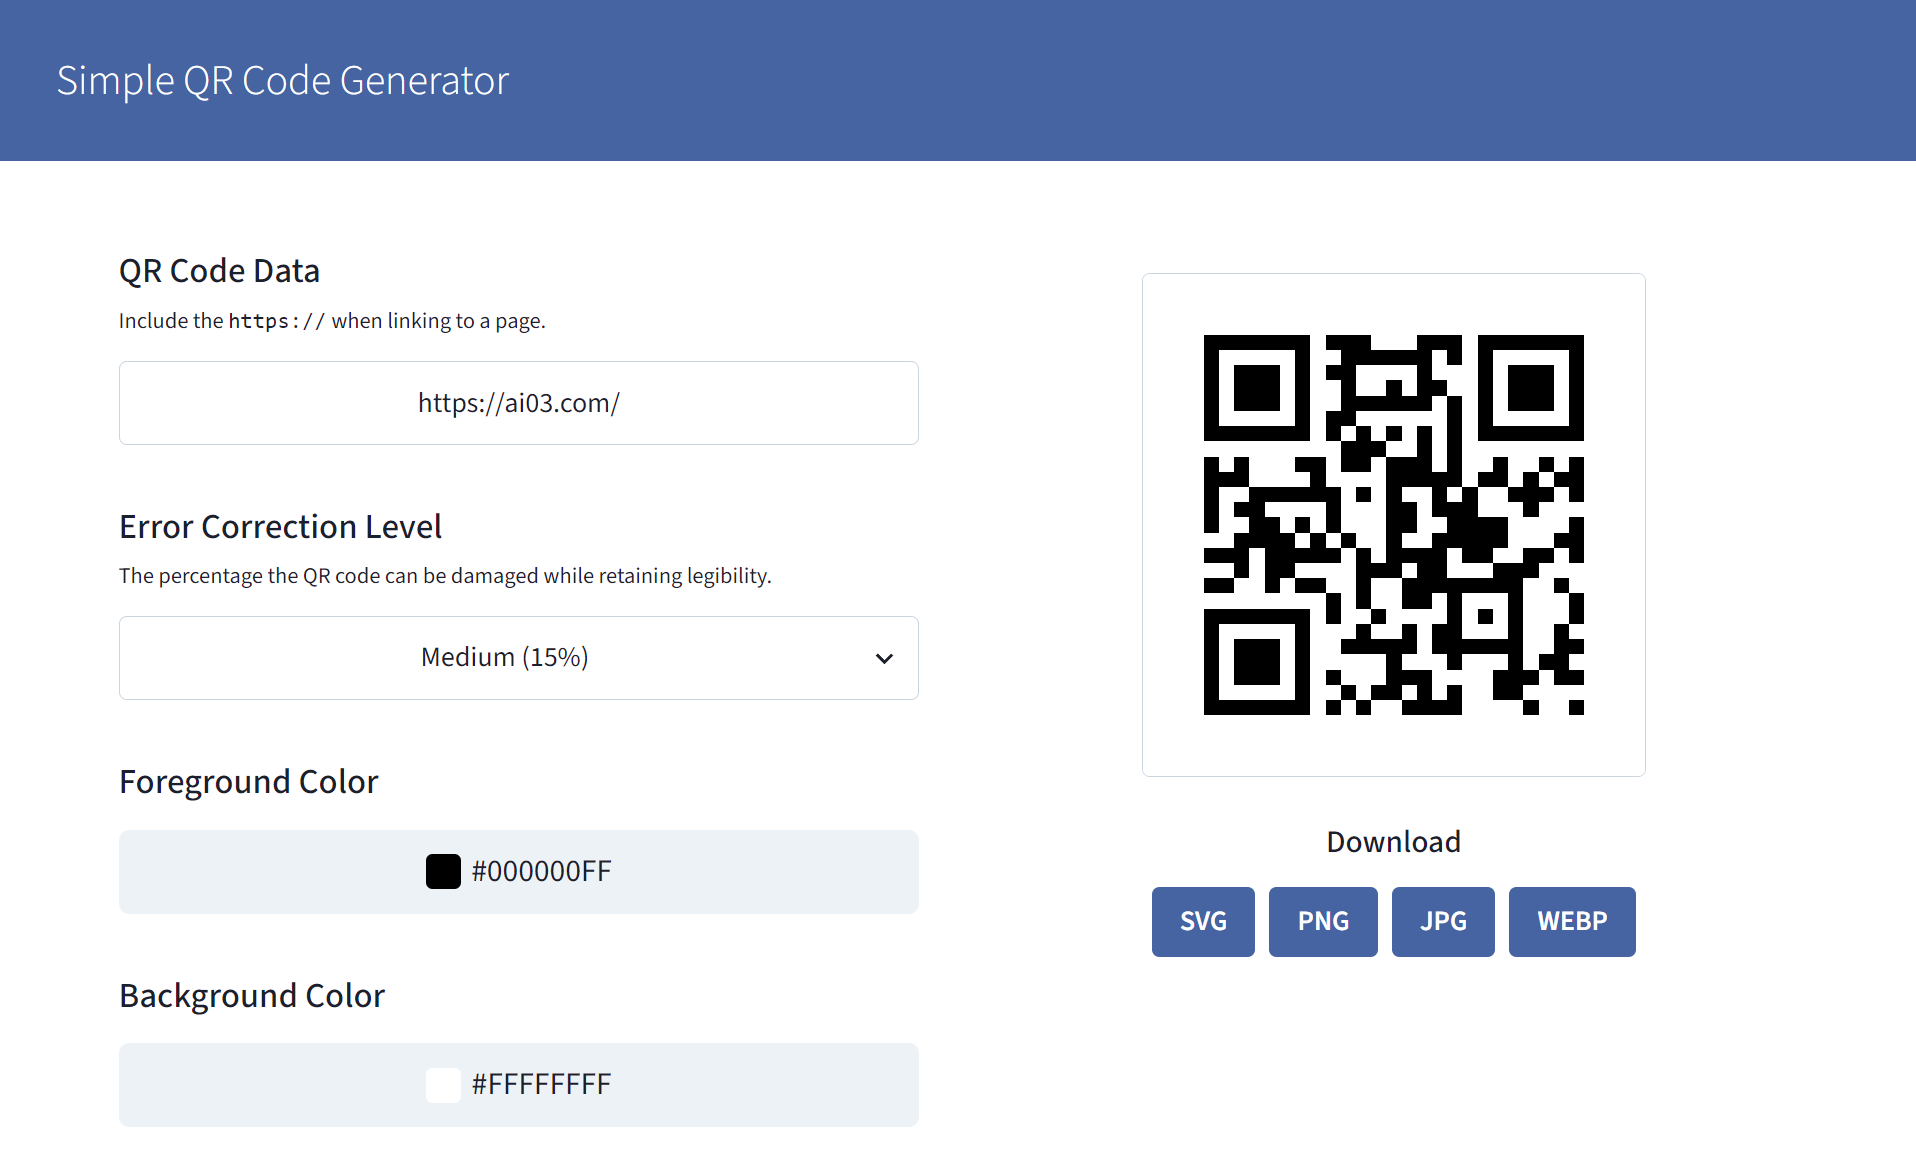 Simple QR Code Generator
QR Code Data
Include the https:// when linking to a page.
https://ai03.com/
Error Correction Level
The percentage the QR code can be damaged while retaining legibility.
Medium (15%)
Foreground Color
#000000FF
Background Color
#FFFFFFFF
Download
SVG PNG JPG WEBP